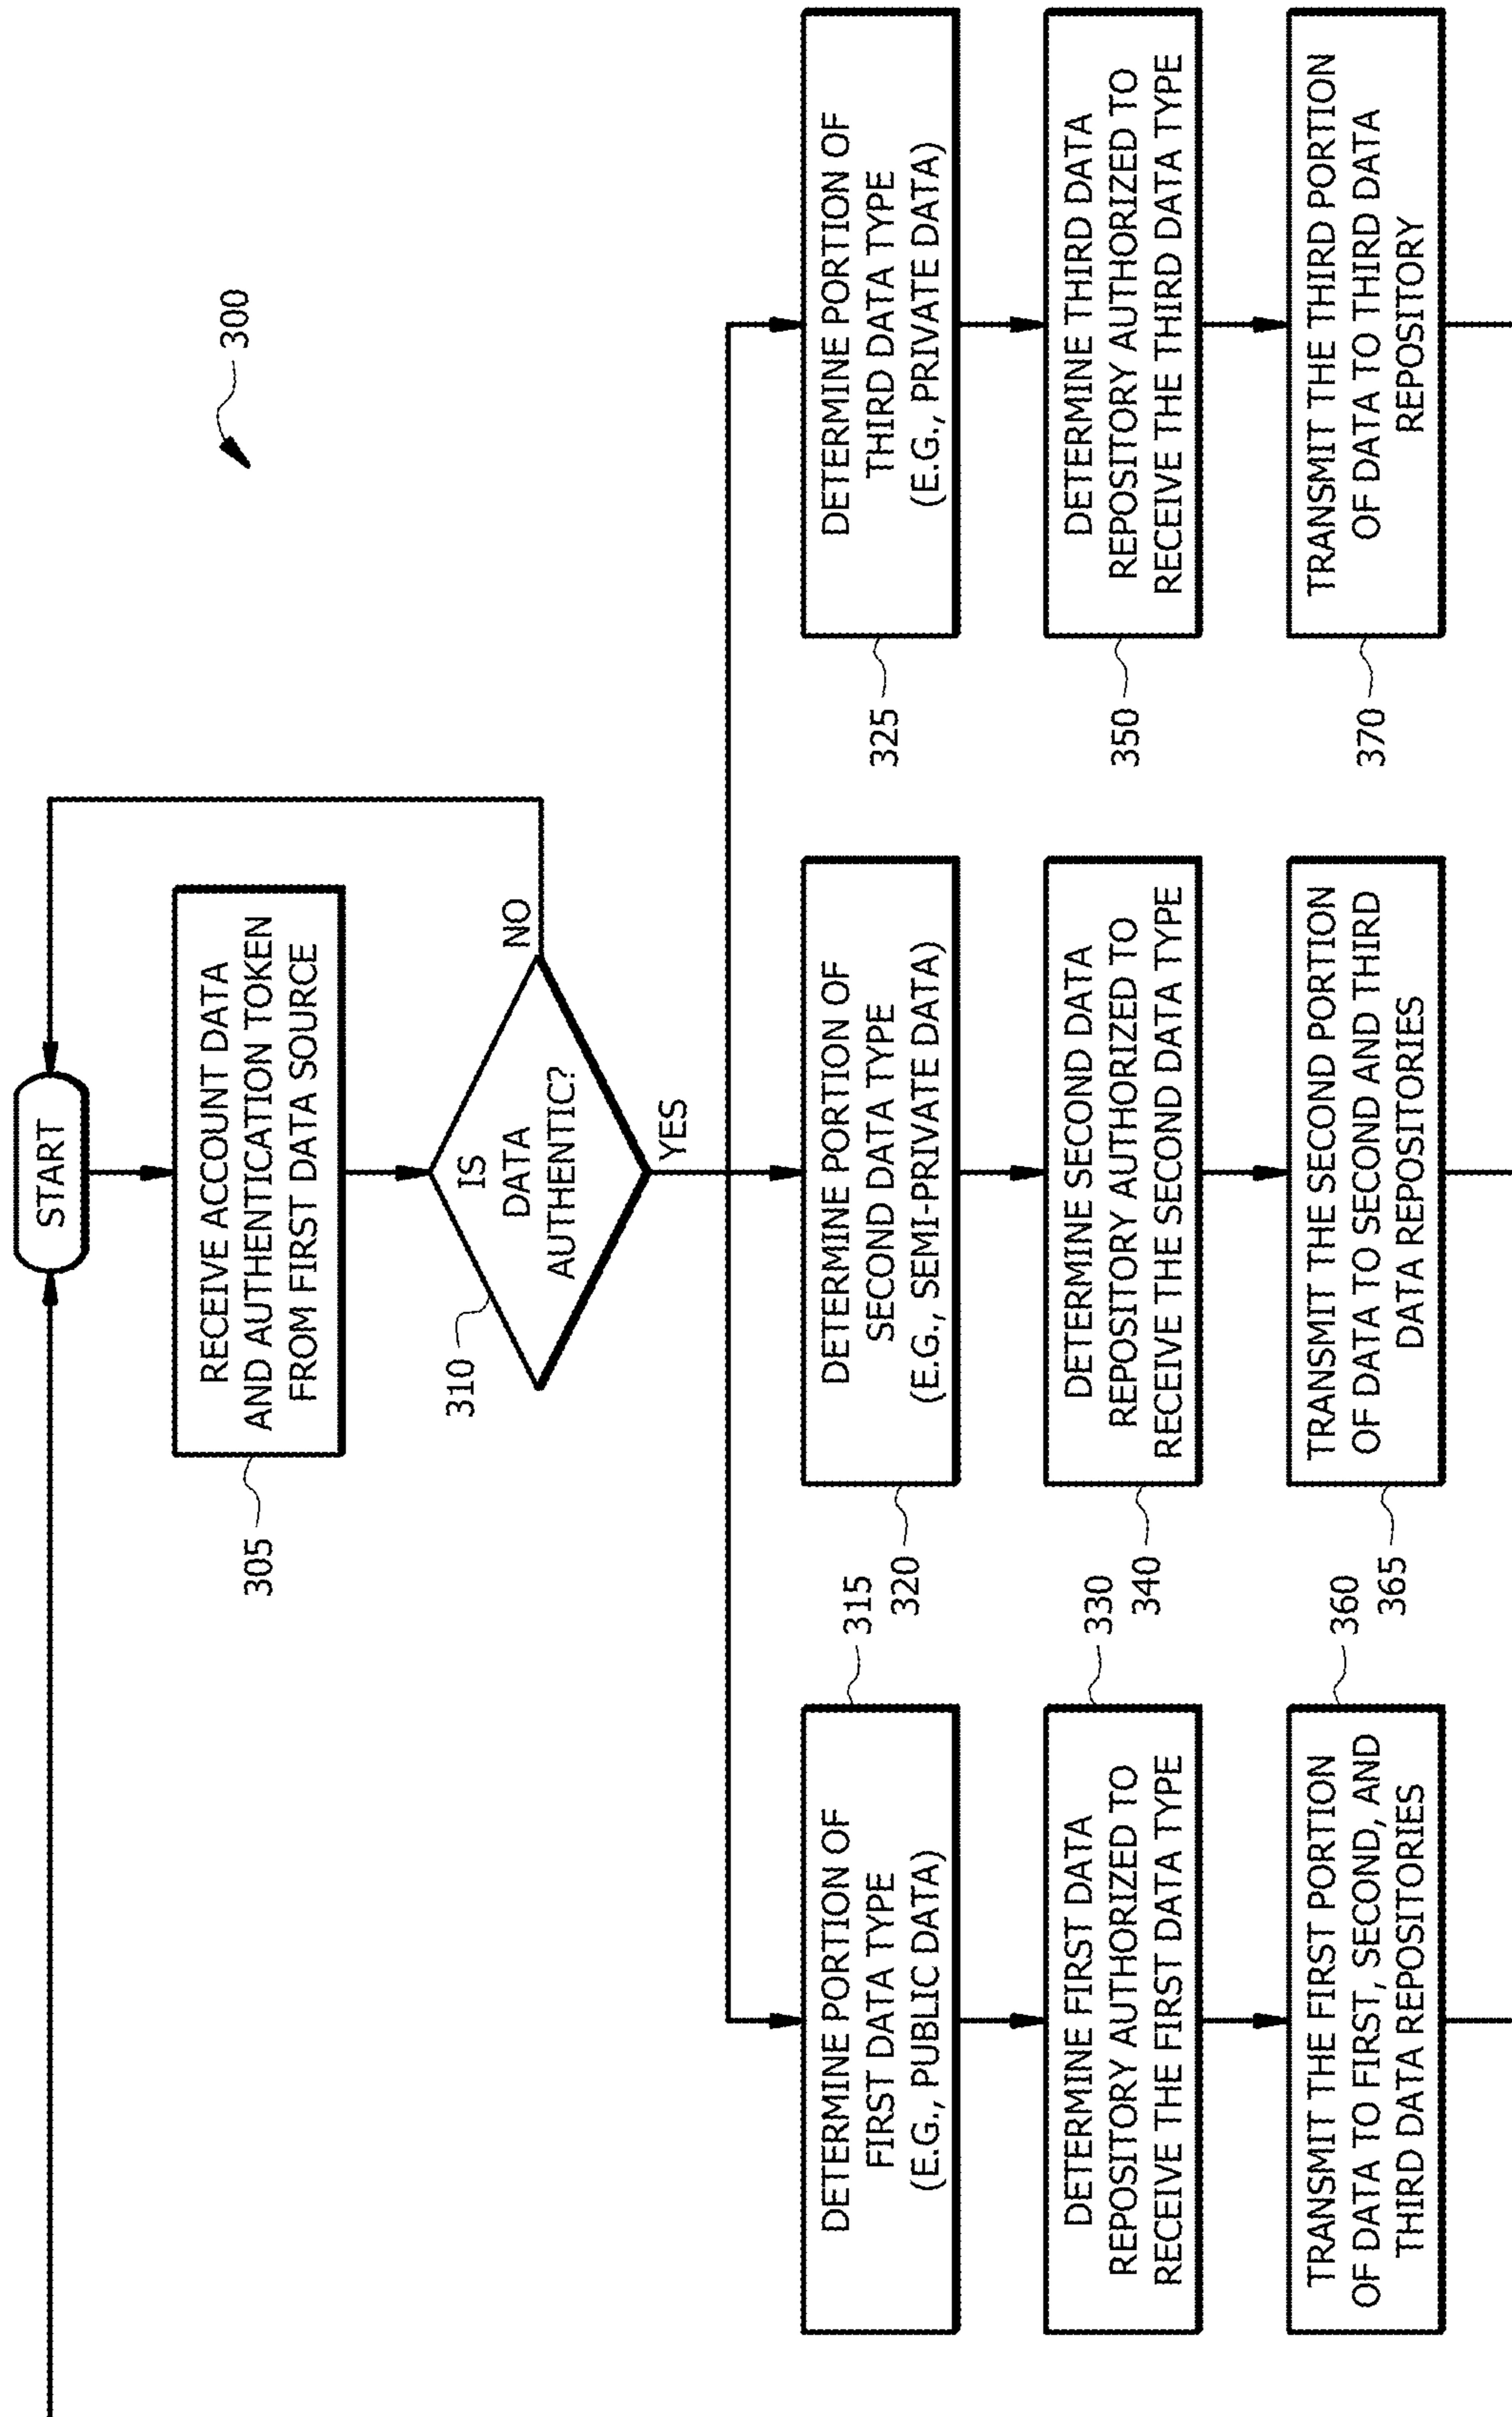 300
START
RECEIVE ACCOUNT DATA
AND AUTHENTICATION TOKEN
FROM FIRST DATA SOURCE
305
IS
DATA
AUTHENTIC?
310
NO
YES
DETERMINE PORTION OF
FIRST DATA TYPE
(E.G., PUBLIC DATA)
315
DETERMINE PORTION OF
SECOND DATA TYPE
(E.G., SEMI-PRIVATE DATA)
320
DETERMINE PORTION OF
THIRD DATA TYPE
(E.G., PRIVATE DATA)
325
DETERMINE FIRST DATA
REPOSITORY AUTHORIZED TO
RECEIVE THE FIRST DATA TYPE
330
DETERMINE SECOND DATA
REPOSITORY AUTHORIZED TO
RECEIVE THE SECOND DATA TYPE
340
DETERMINE THIRD DATA
REPOSITORY AUTHORIZED TO
RECEIVE THE THIRD DATA TYPE
350
TRANSMIT THE FIRST PORTION
OF DATA TO FIRST, SECOND, AND
THIRD DATA REPOSITORIES
360
TRANSMIT THE SECOND PORTION
OF DATA TO SECOND AND THIRD
DATA REPOSITORIES
365
TRANSMIT THE THIRD PORTION
OF DATA TO THIRD DATA
REPOSITORY
370